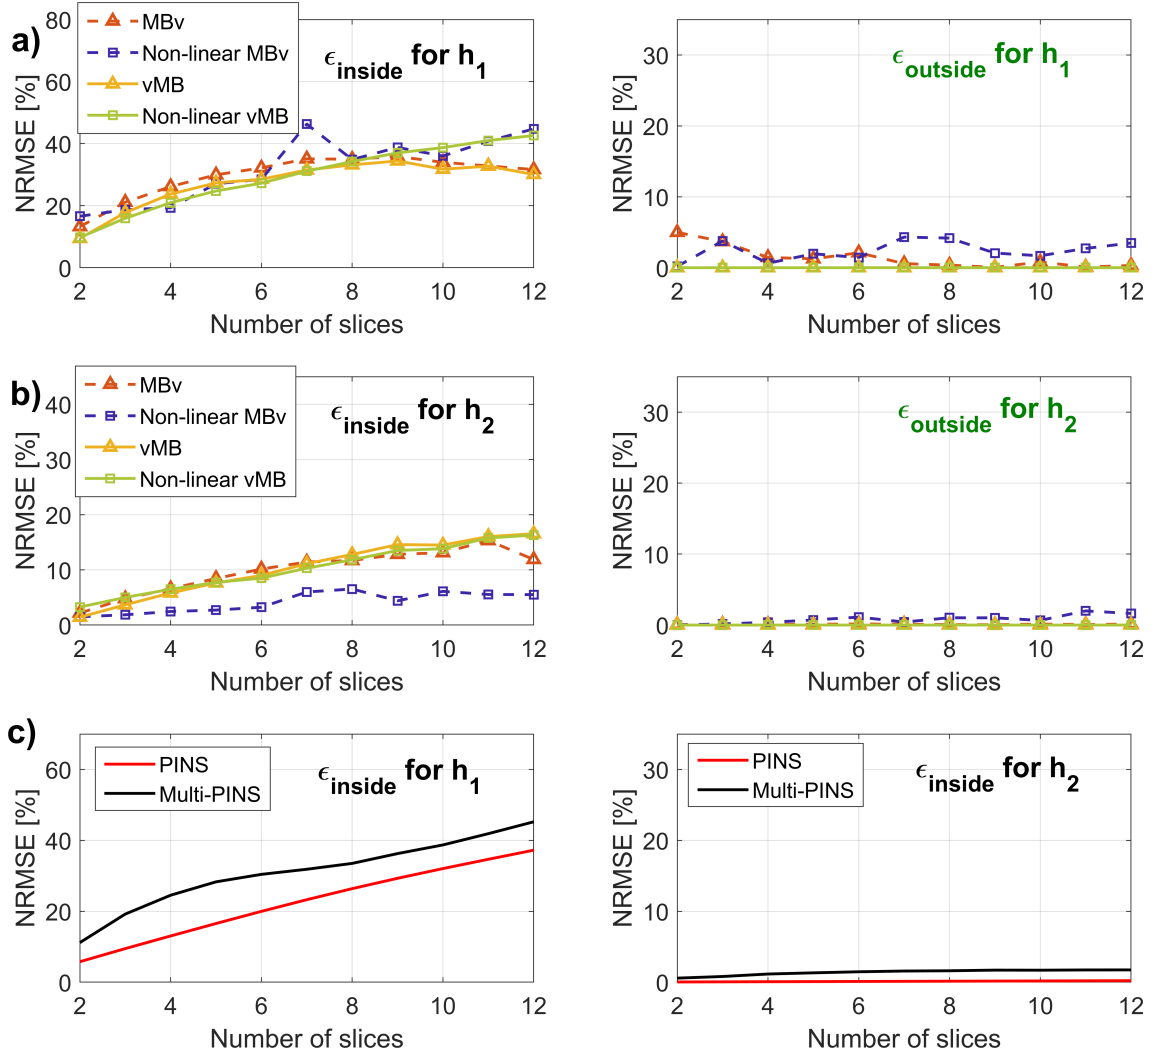 a)
MBv
Non-linear MBv
vMB
Non-linear vMB
ϵinside for h1
NRMSE [%]
80
60
40
20
0
2 4 6 8 10 12
Number of slices
ϵoutside for h1
NRMSE [%]
30
20
10
0
2 4 6 8 10 12
Number of slices
b)
MBv
Non-linear MBv
vMB
Non-linear vMB
ϵinside for h2
NRMSE [%]
40
30
20
10
0
2 4 6 8 10 12
Number of slices
ϵoutside for h2
NRMSE [%]
30
20
10
0
2 4 6 8 10 12
Number of slices
c)
PINS
Multi-PINS
ϵinside for h1
NRMSE [%]
60
40
20
0
2 4 6 8 10 12
Number of slices
PINS
Multi-PINS
ϵinside for h2
NRMSE [%]
30
20
10
0
2 4 6 8 10 12
Number of slices